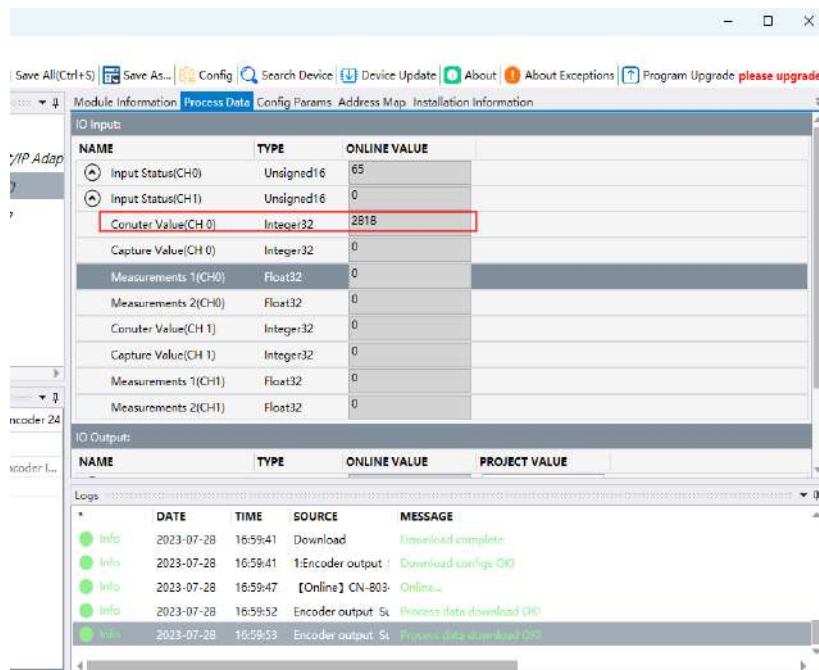 Save All(Ctrl+S) Save As... Config Search Device Device Update About About Exceptions Program Upgrade please upgrade
Module Information Process Data Config Params Address Map Installation Information
IO Input:
NAME TYPE ONLINE VALUE
/IP Adap
Input Status(CH0) Unsigned16 65
Input Status(CH1) Unsigned16 0
Conuter Value(CH 0) Integer32 2818
Capture Value(CH 0) Integer32 0
Measurements 1(CH0) Float32 0
Measurements 2(CH0) Float32 0
Conuter Value(CH 1) Integer32 0
Capture Value(CH 1) Integer32 0
Measurements 1(CH1) Float32 0
Measurements 2(CH1) Float32 0
ncoder 24
IO Output:
NAME TYPE ONLINE VALUE PROJECT VALUE
ncoder I...
Logs
* DATE TIME SOURCE MESSAGE
Info 2023-07-28 16:59:41 Download Download complete
Info 2023-07-28 16:59:41 1:Encoder output Download configs OK!
Info 2023-07-28 16:59:47 【Online】CN-803 Online...
Info 2023-07-28 16:59:52 Encoder output Su Process data download OK!
Info 2023-07-28 16:59:53 Encoder output Su Process data download OK!